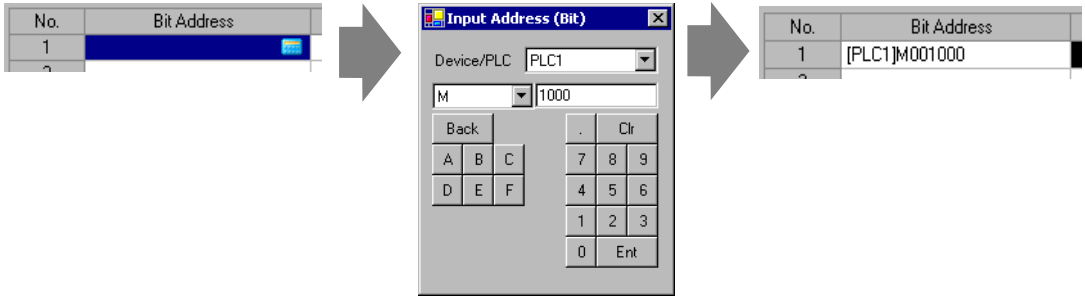 No. Bit Address
1
Input Address (Bit)
Device/PLC PLC1
M 1000
Back . Clr
A B C 7 8 9
D E F 4 5 6
1 2 3
0 Ent
No. Bit Address
1 [PLC1]M001000